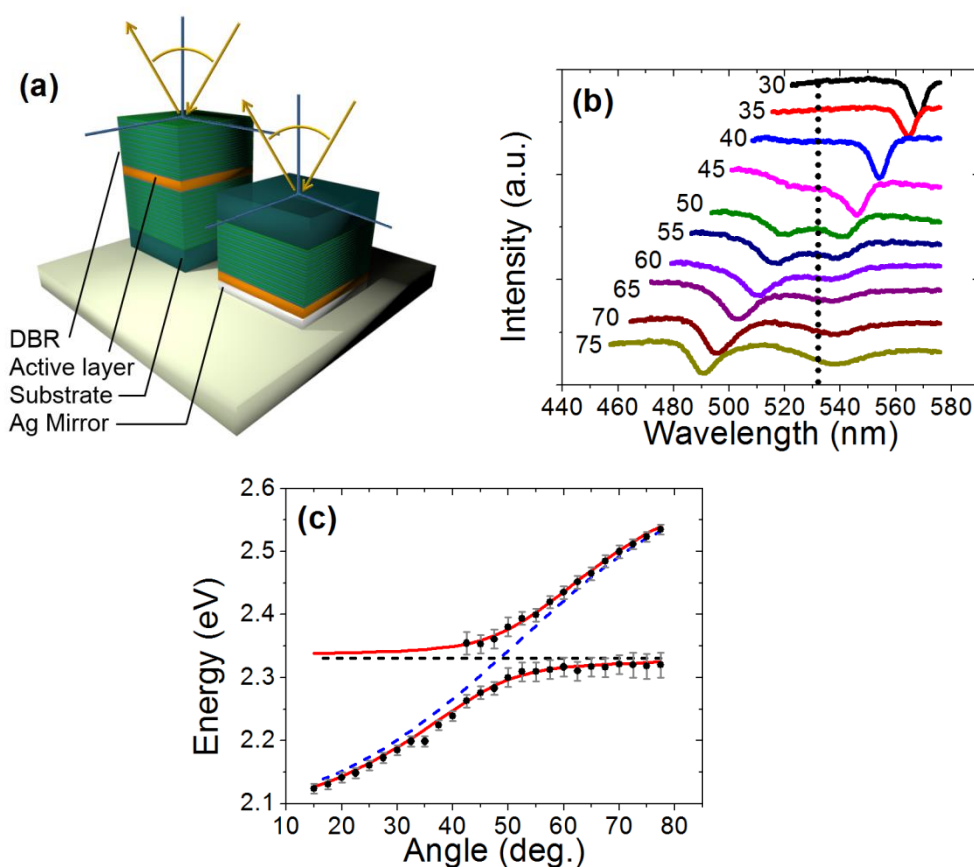 (a)
DBR
Active layer
Substrate
Ag Mirror
(b)
Intensity (a.u.)
30
35
40
45
50
55
60
65
70
75
440 460 480 500 520 540 560 580
Wavelength (nm)
(c)
Energy (eV)
2.6
2.5
2.4
2.3
2.2
2.1
10 20 30 40 50 60 70 80
Angle (deg.)